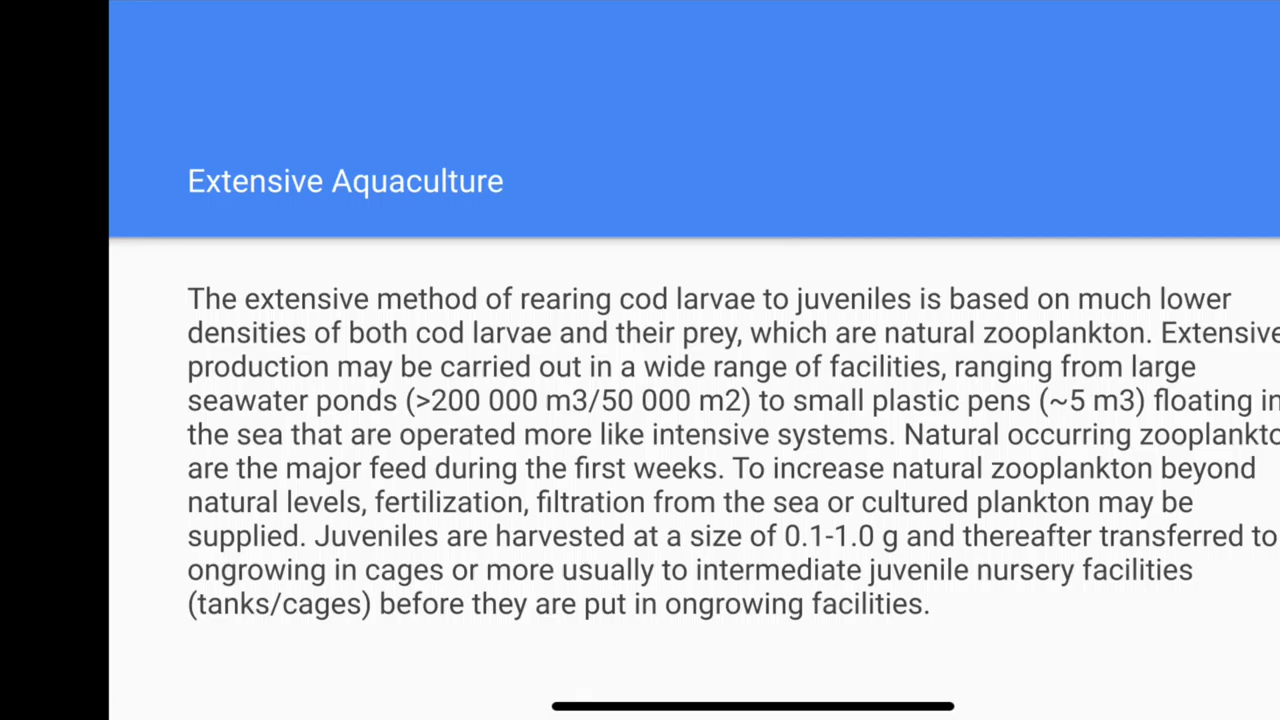 Extensive Aquaculture
The extensive method of rearing cod larvae to juveniles is based on much lower
densities of both cod larvae and their prey, which are natural zooplankton. Extensive
production may be carried out in a wide range of facilities, ranging from large
seawater ponds (>200 000 m3/50 000 m2) to small plastic pens (~5 m3) floating in
the sea that are operated more like intensive systems. Natural occurring zooplankto
are the major feed during the first weeks. To increase natural zooplankton beyond
natural levels, fertilization, filtration from the sea or cultured plankton may be
supplied. Juveniles are harvested at a size of 0.1-1.0 g and thereafter transferred to
ongrowing in cages or more usually to intermediate juvenile nursery facilities
(tanks/cages) before they are put in ongrowing facilities.